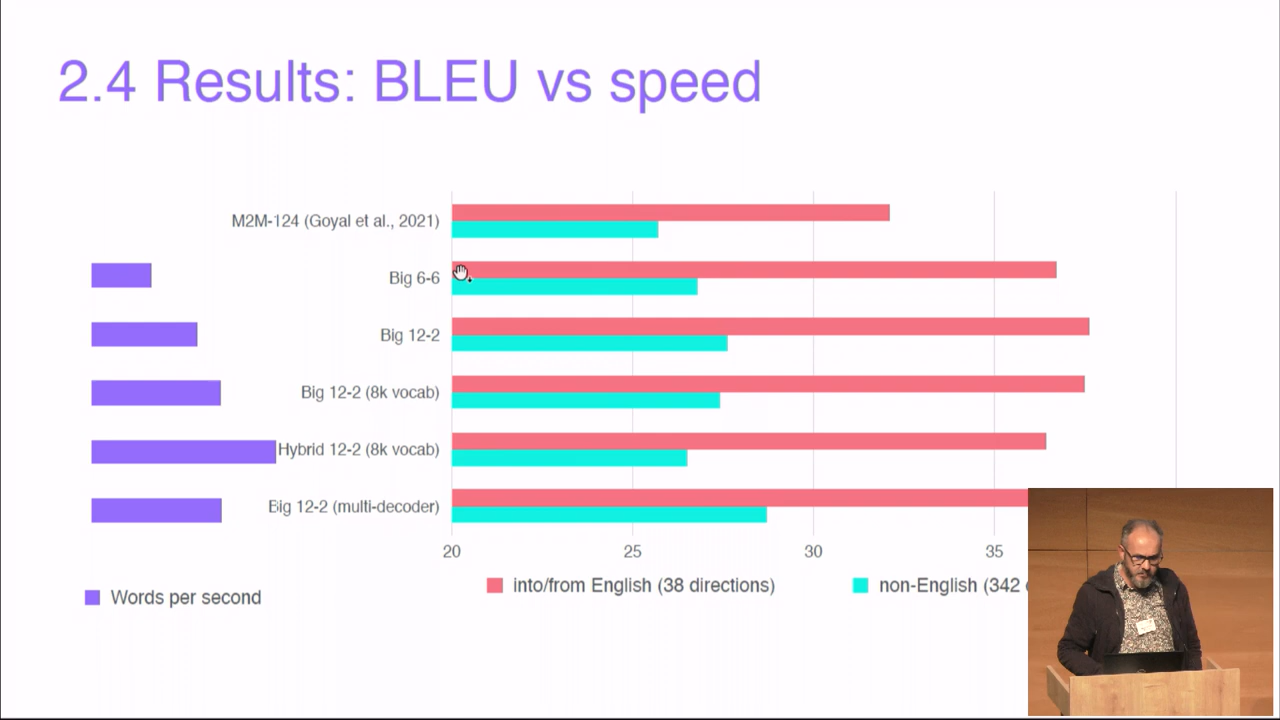 2.4 Results: BLEU vs speed
M2M-124 (Goyal et al., 2021)
Big 6-6
Big 12-2
Big 12-2 (8k vocab)
Hybrid 12-2 (8k vocab)
Big 12-2 (multi-decoder)
20 25 30 35
Words per second
into/from English (38 directions)
non-English (342